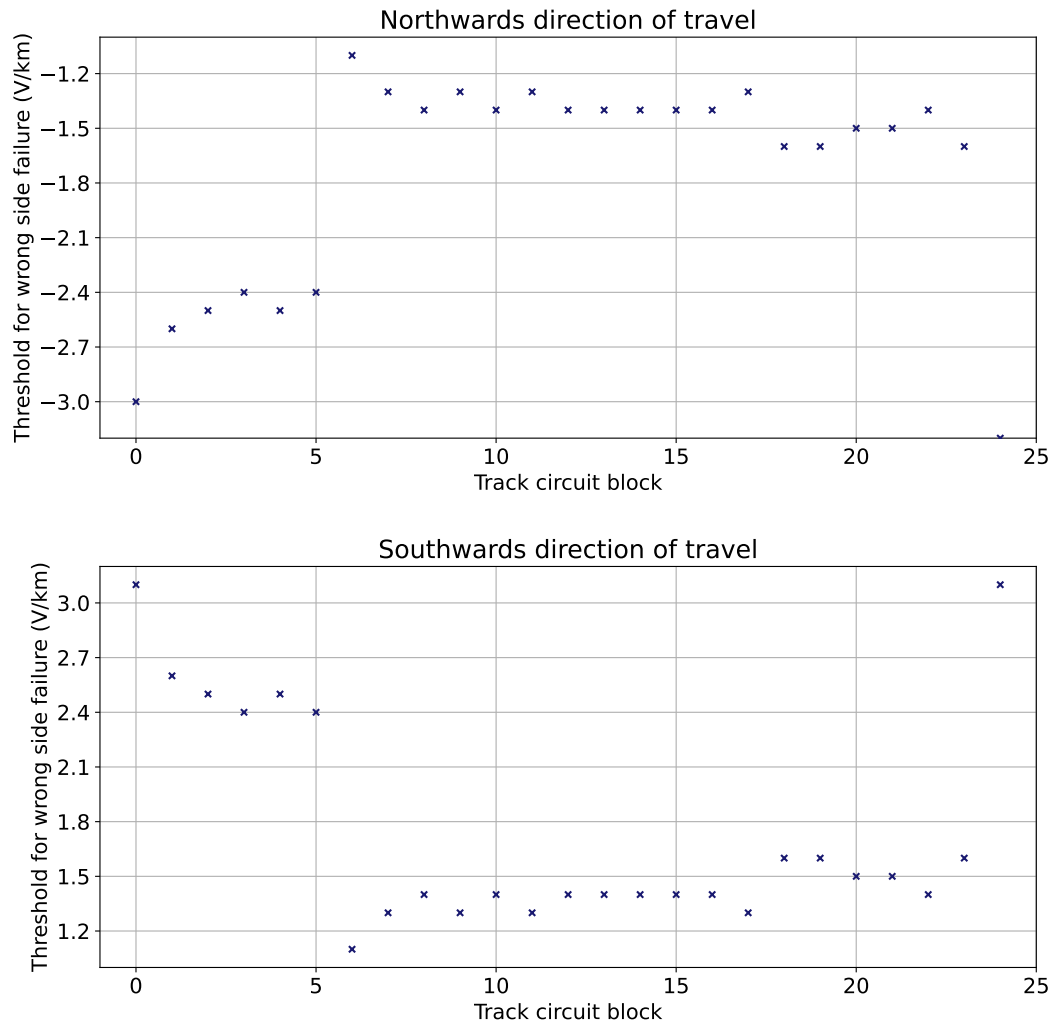 Northwards direction of travel
Threshold for wrong side failure (V/km)
−1.2
−1.5
−1.8
−2.1
−2.4
−2.7
−3.0
0 5 10 15 20 25
Track circuit block
Southwards direction of travel
Threshold for wrong side failure (V/km)
3.0
2.7
2.4
2.1
1.8
1.5
1.2
0 5 10 15 20 25
Track circuit block